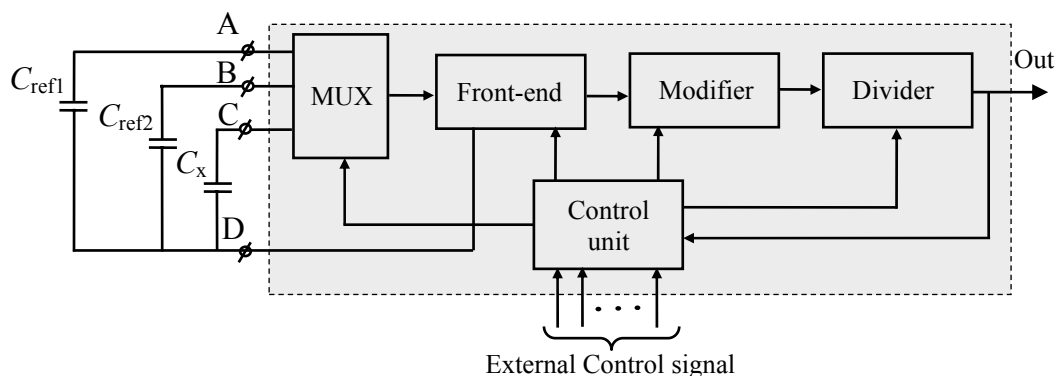 A
Out
C_ref1
B
MUX
Front-end
Modifier
Divider
C_ref2
C
C_x
D
Control
unit
. . .
External Control signal